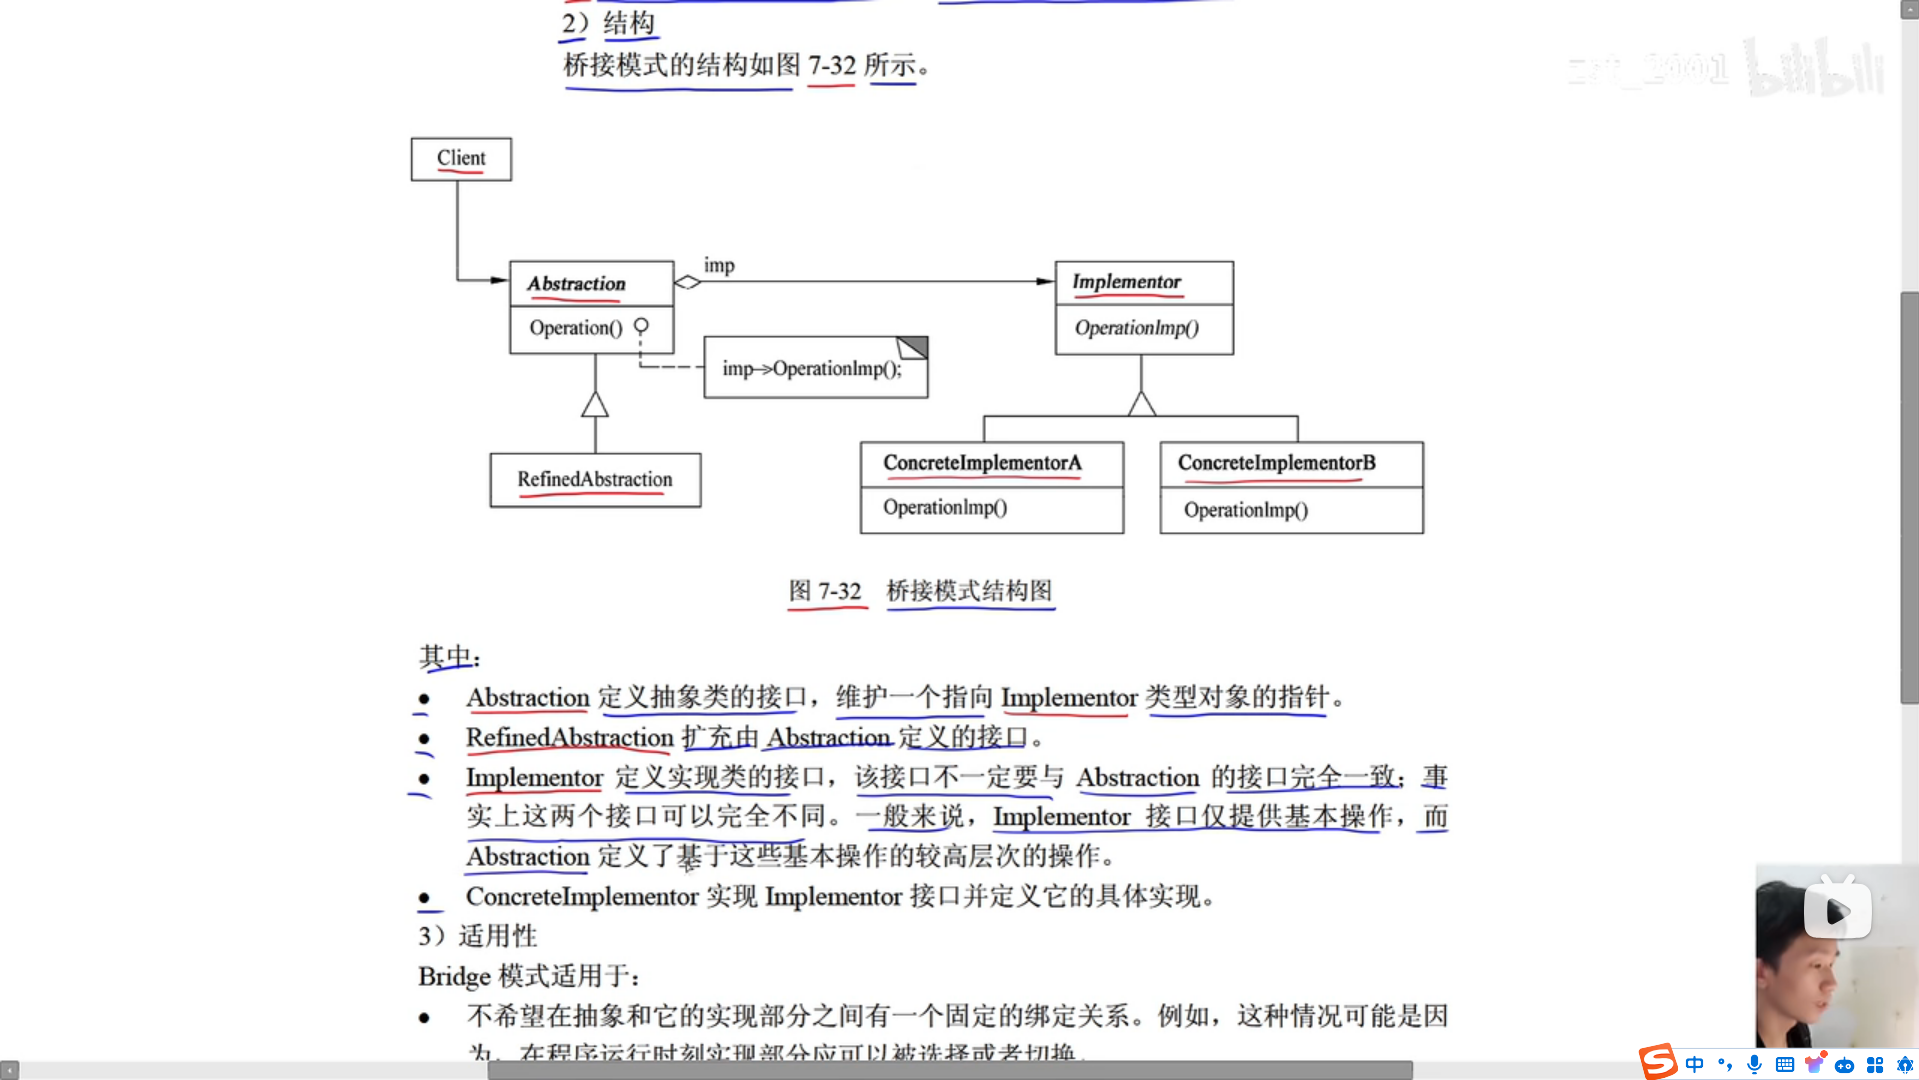 2）结构
桥接模式的结构如图 7-32 所示。
bilibili
Client
imp
Abstraction
Implementor
Operation()
OperationImp()
imp->OperationImp();
RefinedAbstraction
ConcreteImplementorA
ConcreteImplementorB
OperationImp()
OperationImp()
图 7-32 桥接模式结构图
其中：
● Abstraction 定义抽象类的接口，维护一个指向 Implementor 类型对象的指针。
● RefinedAbstraction 扩充由 Abstraction 定义的接口。
● Implementor 定义实现类的接口，该接口不一定要与 Abstraction 的接口完全一致；事
实上这两个接口可以完全不同。一般来说，Implementor 接口仅提供基本操作，而
Abstraction 定义了基于这些基本操作的较高层次的操作。
● ConcreteImplementor 实现 Implementor 接口并定义它的具体实现。
3）适用性
Bridge 模式适用于：
● 不希望在抽象和它的实现部分之间有一个固定的绑定关系。例如，这种情况可能是因
为，在程序运行时刻实现部分应可以被选择或者切换。
中